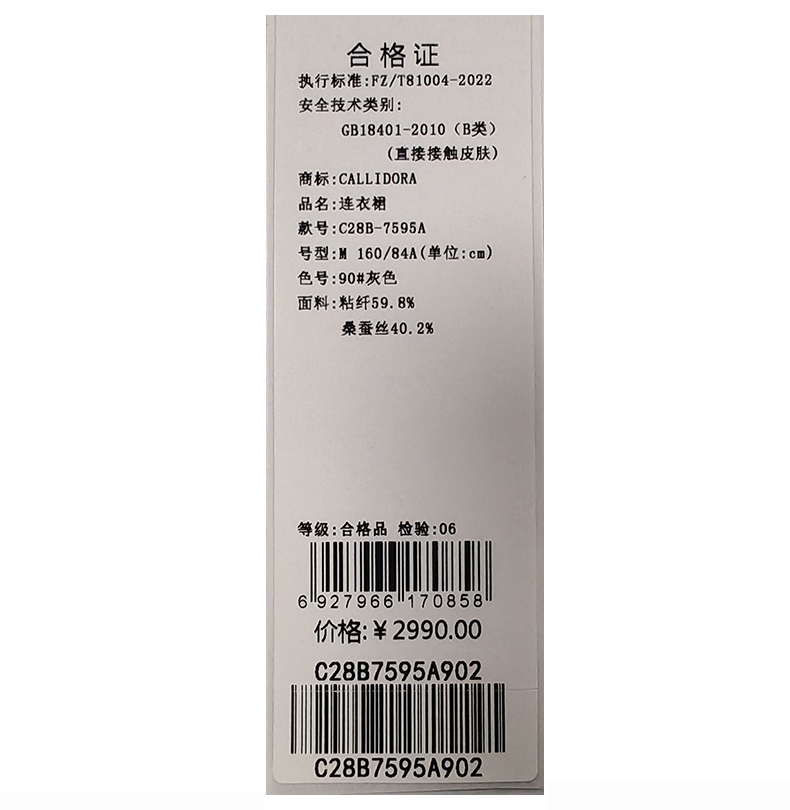 合格证
执行标准:FZ/T81004-2022
安全技术类别:
GB18401-2010（B类）
(直接接触皮肤)
商标:CALLIDORA
品名:连衣裙
款号:C28B-7595A
号型:M 160/84A(单位:cm)
色号:90#灰色
面料:粘纤59.8%
桑蚕丝40.2%
等级:合格品 检验:06
6 927966 170858
价格:￥2990.00
C28B7595A902
C28B7595A902